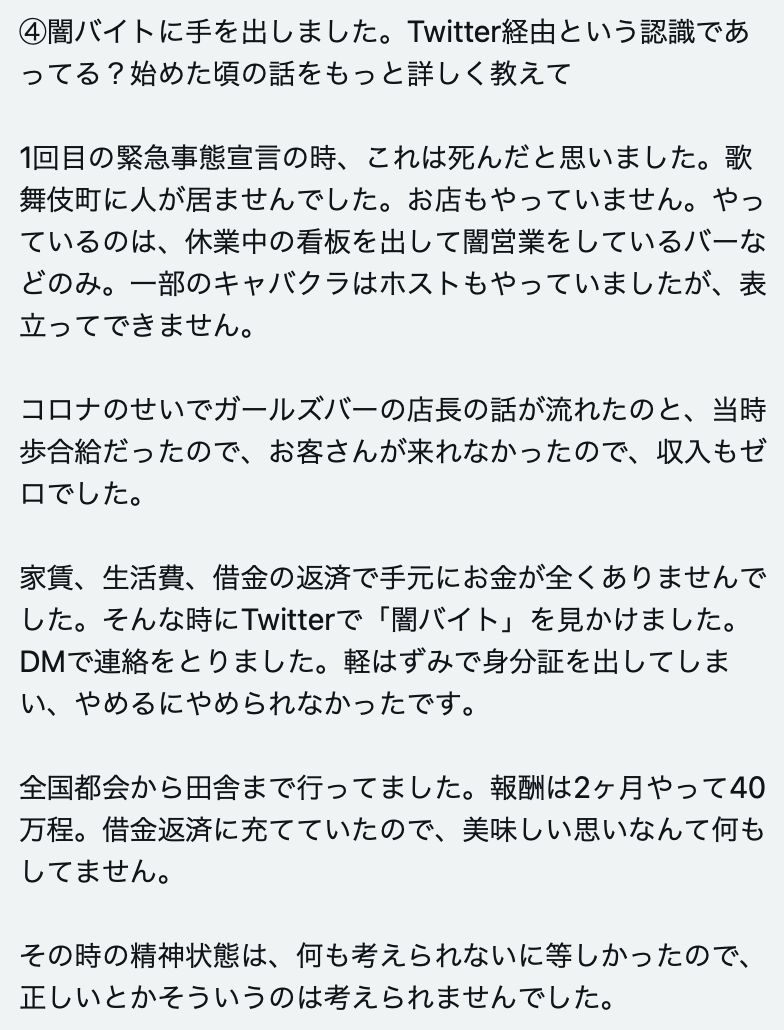 ④闇バイトに手を出しました。Twitter経由という認識であ
ってる？始めた頃の話をもっと詳しく教えて
1回目の緊急事態宣言の時、これは死んだと思いました。歌
舞伎町に人が居ませんでした。お店もやっていません。やっ
ているのは、休業中の看板を出して闇営業をしているバーな
どのみ。一部のキャバクラはホストもやっていましたが、表
立ってできません。
コロナのせいでガールズバーの店長の話が流れたのと、当時
歩合給だったので、お客さんが来れなかったので、収入もゼ
ロでした。
家賃、生活費、借金の返済で手元にお金が全くありませんで
した。そんな時にTwitterで「闇バイト」を見かけました。
DMで連絡をとりました。軽はずみで身分証を出してしま
い、やめるにやめられなかったです。
全国都会から田舎まで行ってました。報酬は2ヶ月やって40
万程。借金返済に充てていたので、美味しい思いなんて何も
してません。
その時の精神状態は、何も考えられないに等しかったので、
正しいとかそういうのは考えられませんでした。